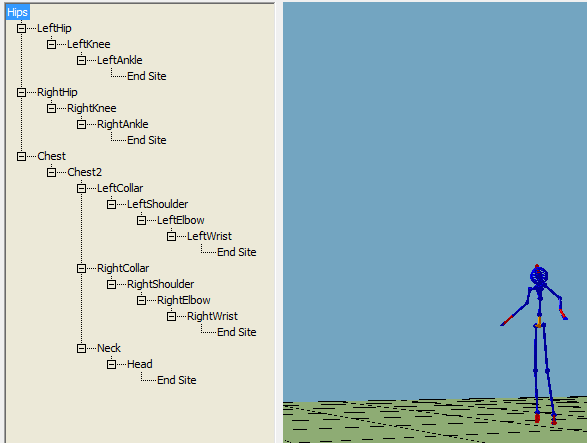 Hips
LeftHip
LeftKnee
LeftAnkle
End Site
RightHip
RightKnee
RightAnkle
End Site
Chest
Chest2
LeftCollar
LeftShoulder
LeftElbow
LeftWrist
End Site
RightCollar
RightShoulder
RightElbow
RightWrist
End Site
Neck
Head
End Site